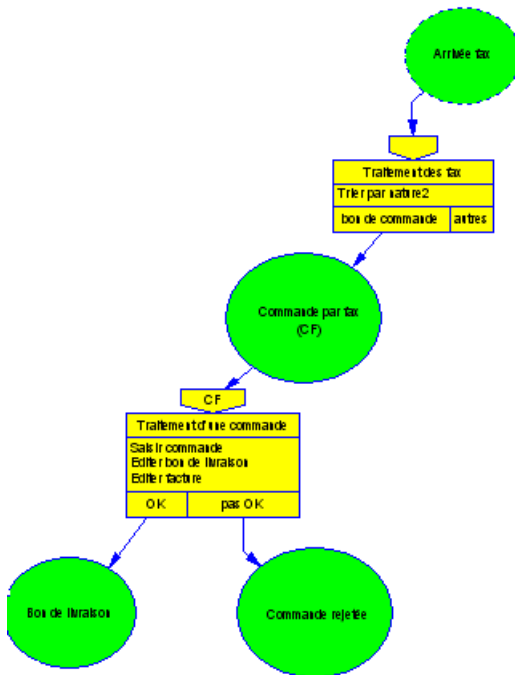 Arrivée fax
Traitement des fax
Trier par nature2
bon de commande
autres
Commande par fax
(CF)
CF
Traitement d'une commande
Saisir commande
Editer bon de livraison
Editer facture
OK
pas OK
Bon de livraison
Commande rejetée